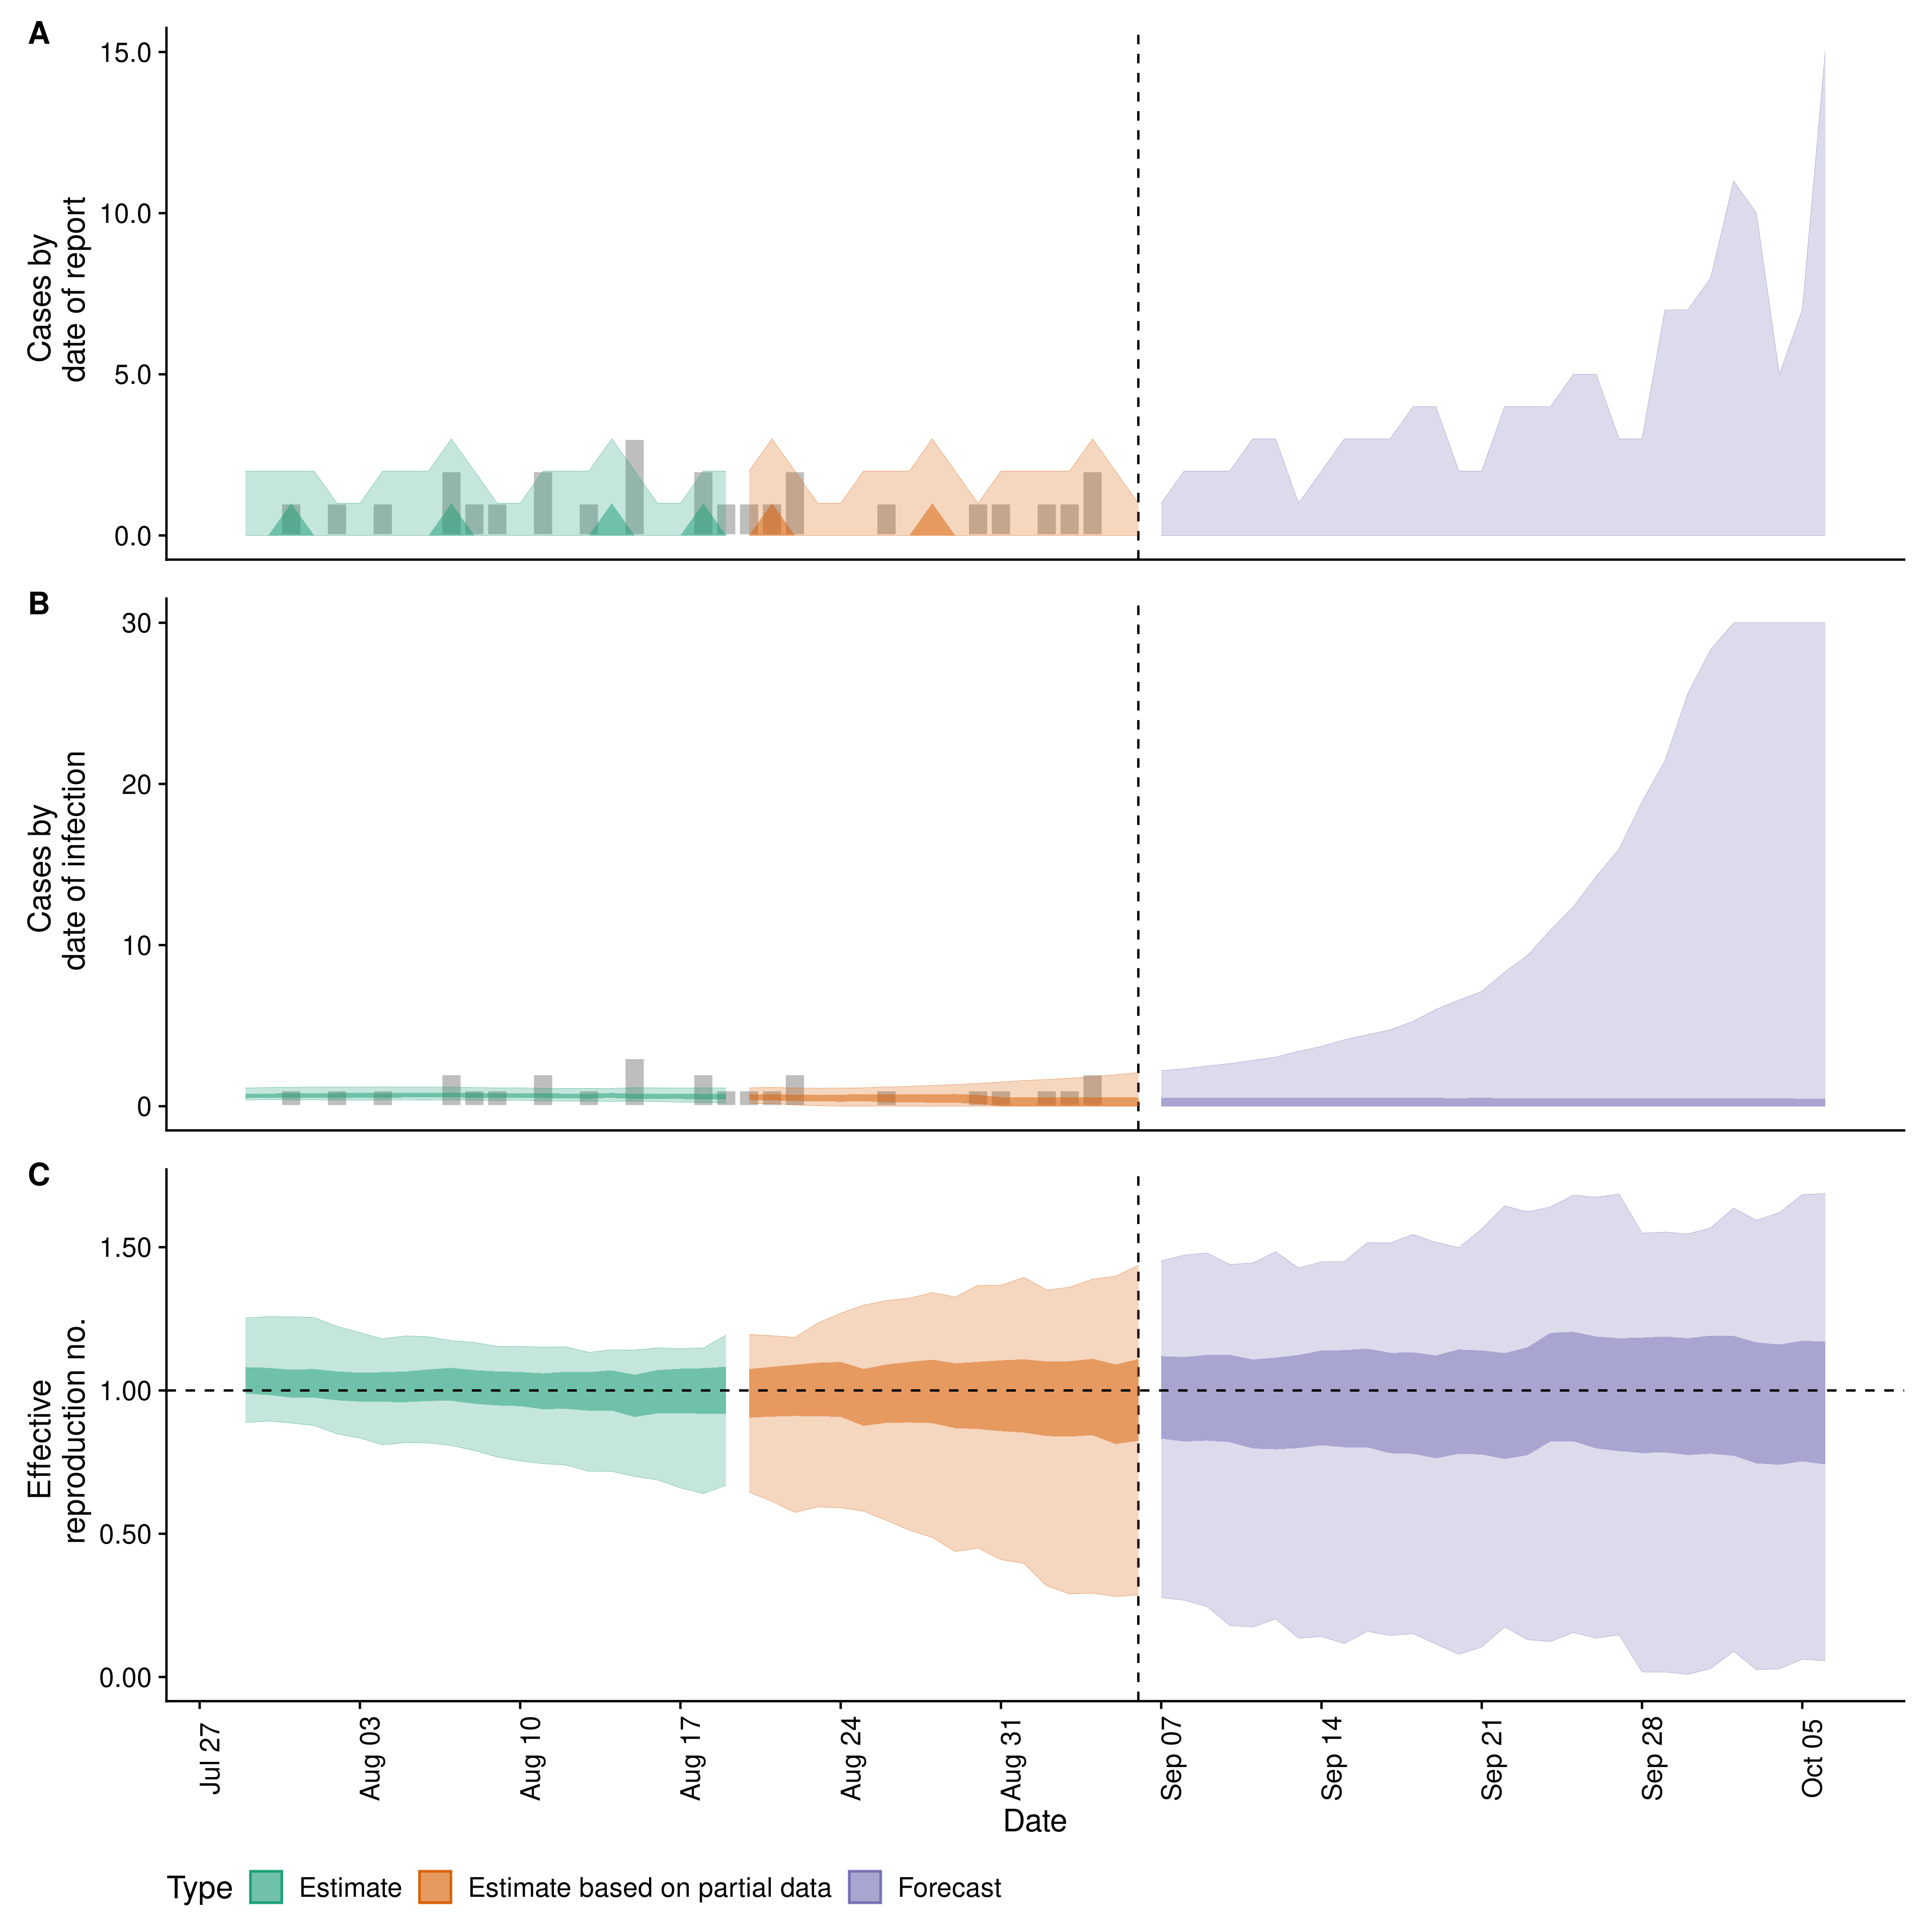 A
Cases by
date of report
15.0
10.0
5.0
0.0
B
Cases by
date of infection
30
20
10
0
C
Effective
reproduction no.
1.50
1.00
0.50
0.00
Jul 27
Aug 03
Aug 10
Aug 17
Aug 24
Aug 31
Sep 07
Sep 14
Sep 21
Sep 28
Oct 05
Date
Type Estimate Estimate based on partial data Forecast